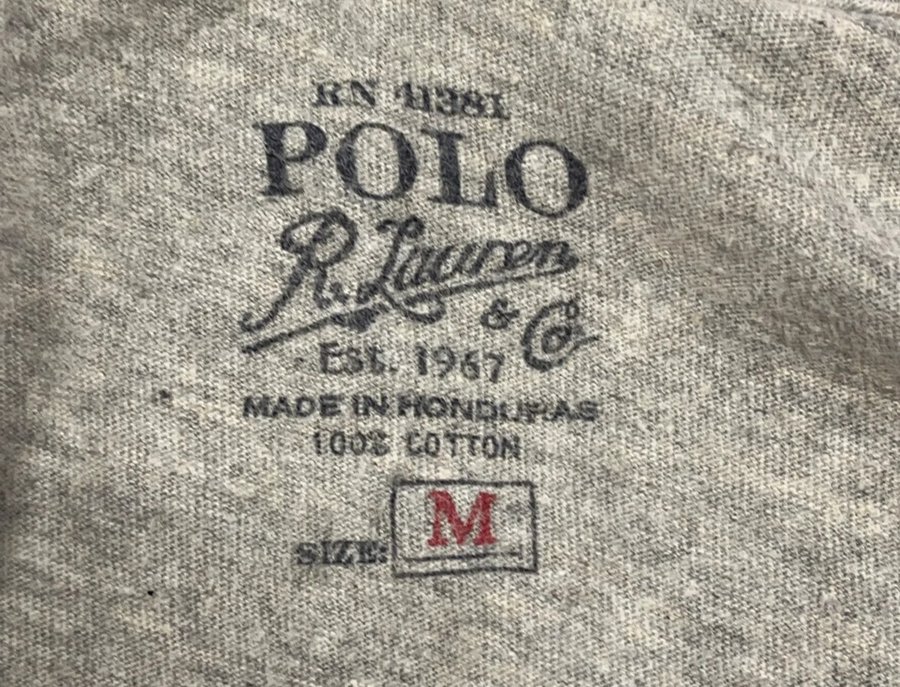 RN 41381
POLO
R. Lauren
& Co
EST. 1967
MADE IN HONDURAS
100% COTTON
SIZE: M